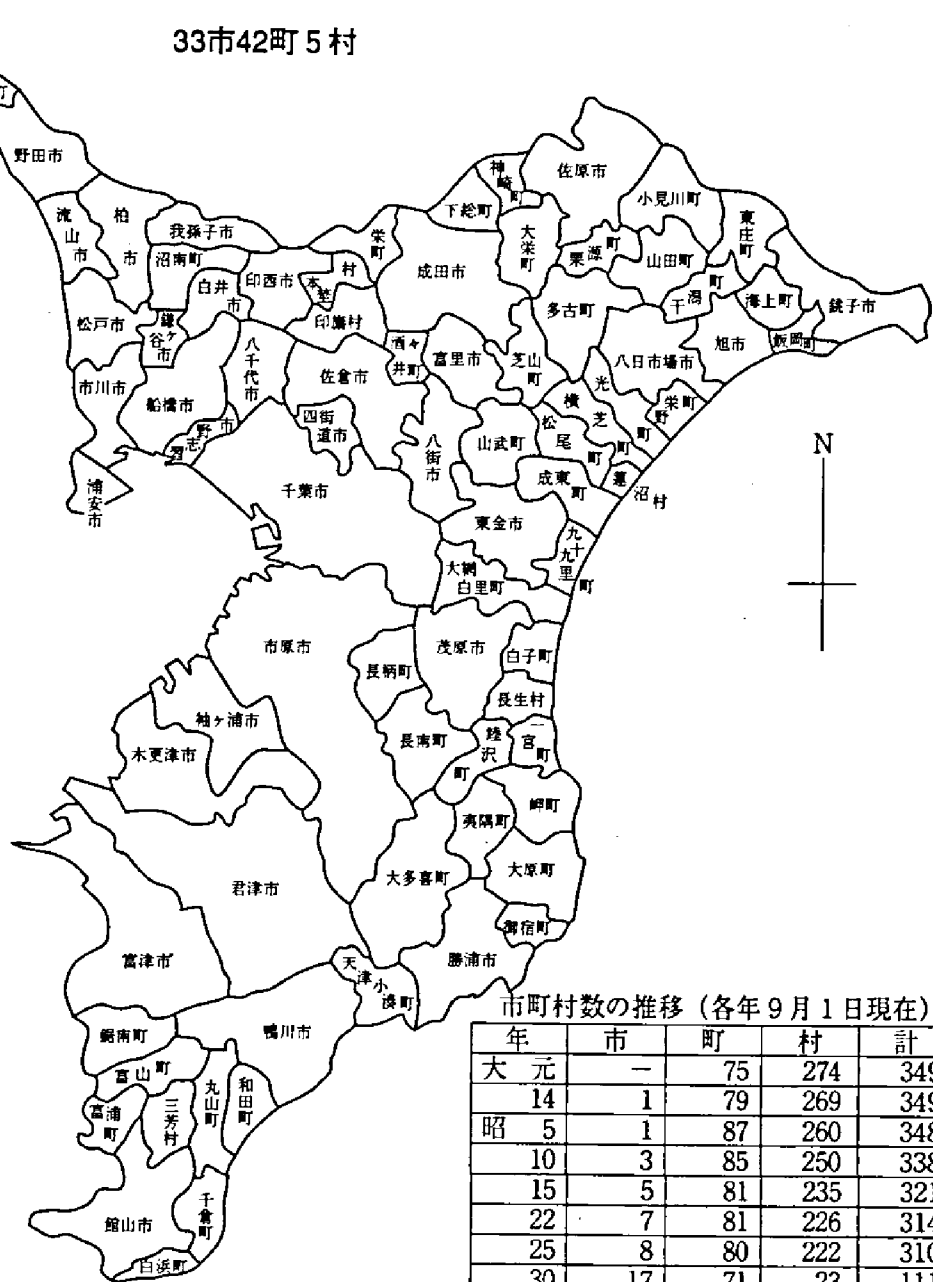 33市42町5村
町
野田市
流山市
柏市
我孫子市
沼南町
白井市
印西市
本埜村
印旛村
栄町
成田市
下総町
神崎町
佐原市
大栄町
小見川町
栗源町
山田町
東庄町
干潟町
海上町
銚子市
飯岡町
旭市
八日市場市
多古町
松戸市
鎌ヶ谷市
市川市
船橋市
八千代市
習志野市
浦安市
佐倉市
酒々井町
富里市
四街道市
八街市
千葉市
芝山町
横芝町
光町
野栄町
松尾町
山武町
成東町
蓮沼村
東金市
九十九里町
大網白里町
市原市
茂原市
白子町
長柄町
長生村
長南町
睦沢町
一宮町
袖ヶ浦市
木更津市
岬町
夷隅町
大原町
大多喜町
御宿町
勝浦市
君津市
富津市
天津小湊町
鴨川市
鋸南町
富山町
富浦町
三芳村
丸山町
和田町
館山市
千倉町
白浜町
N
市町村数の推移(各年9月1日現在)
年 市 町 村 計
大 元 － 75 274 349
14 1 79 269 349
昭 5 1 87 260 348
10 3 85 250 338
15 5 81 235 321
22 7 81 226 314
25 8 80 222 310
30 17 71 23 111